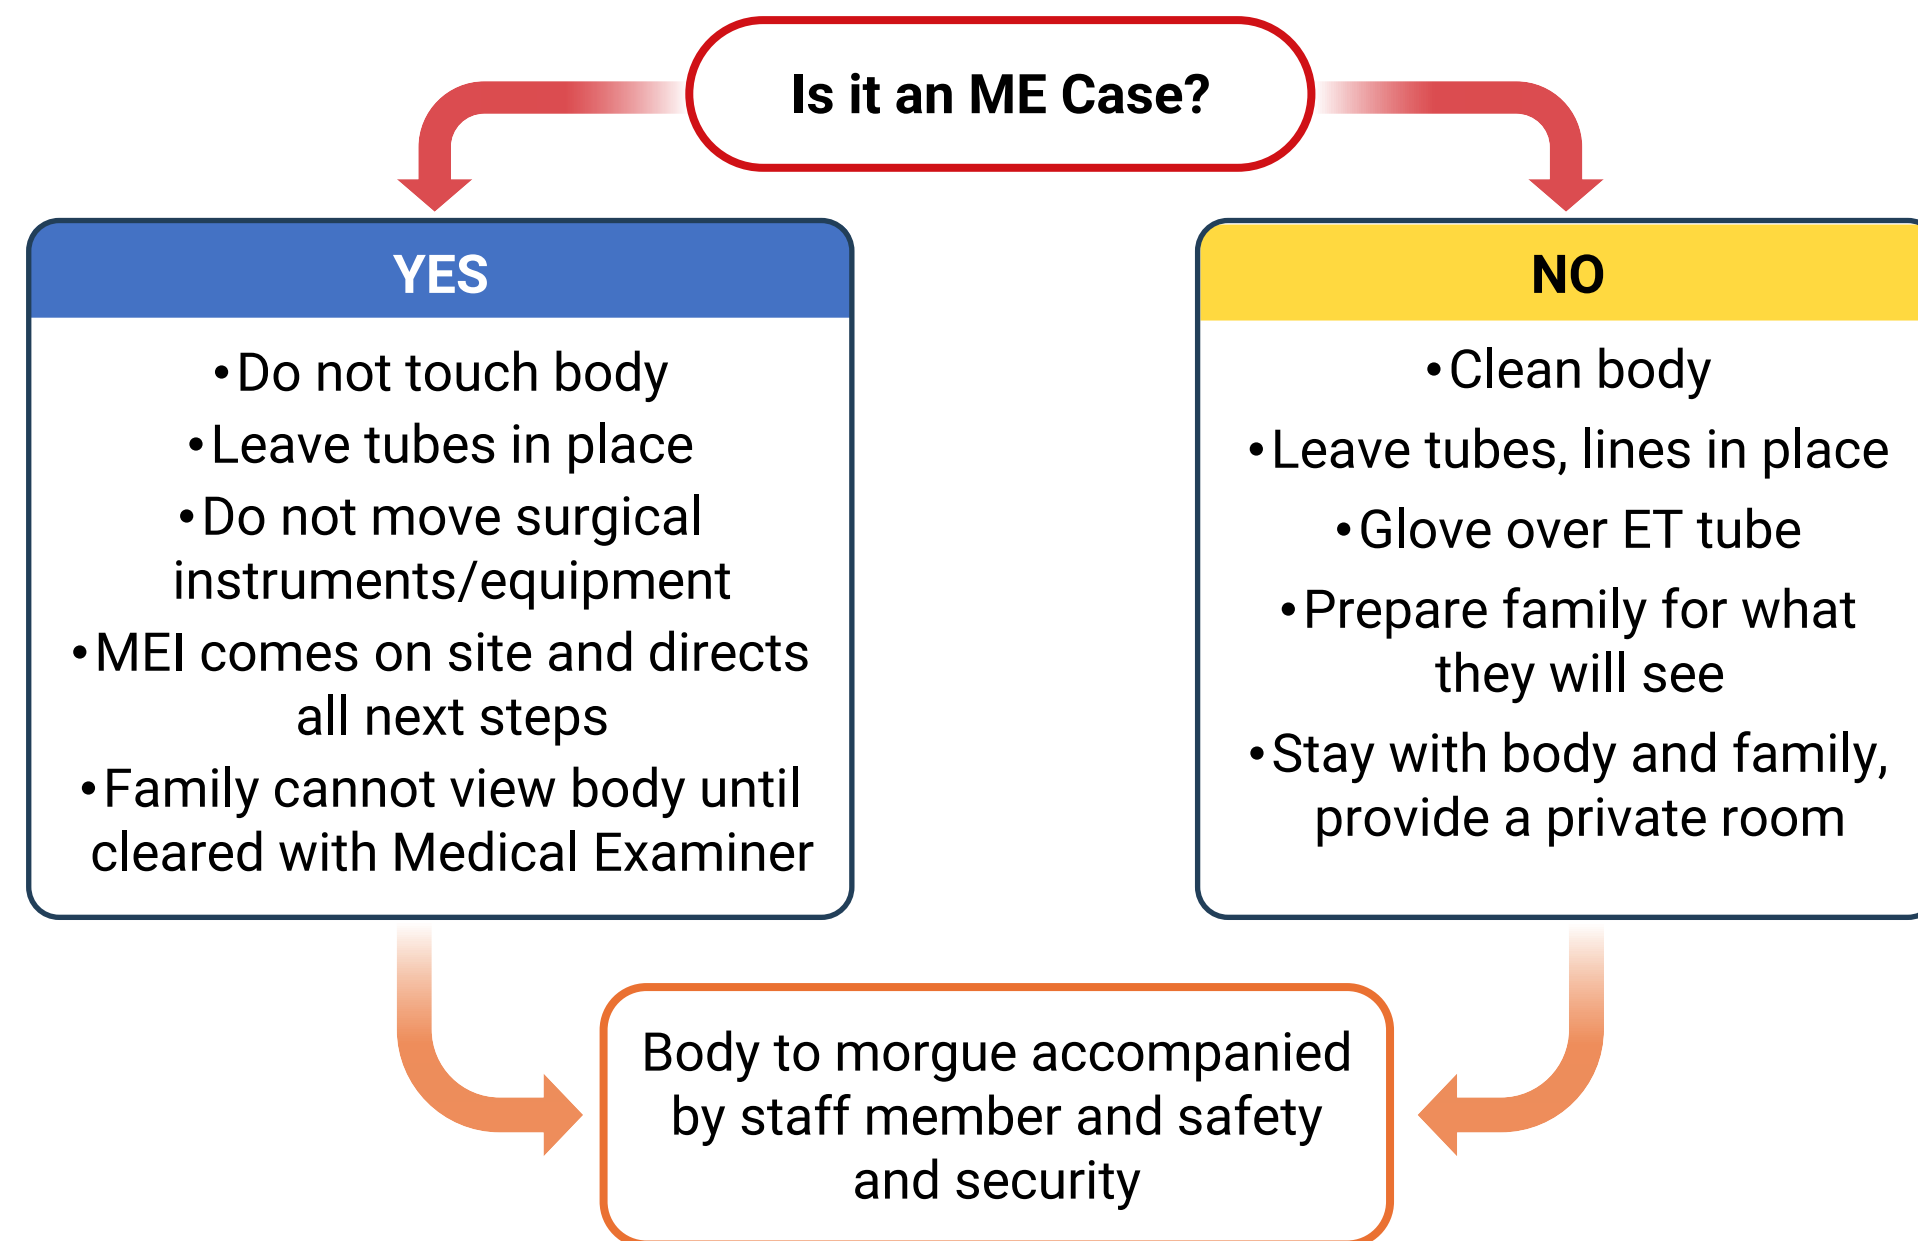 Is it an ME Case?
YES
•Do not touch body
•Leave tubes in place
•Do not move surgical
instruments/equipment
•MEI comes on site and directs
all next steps
•Family cannot view body until
cleared with Medical Examiner
NO
•Clean body
•Leave tubes, lines in place
•Glove over ET tube
•Prepare family for what
they will see
•Stay with body and family,
provide a private room
Body to morgue accompanied
by staff member and safety
and security